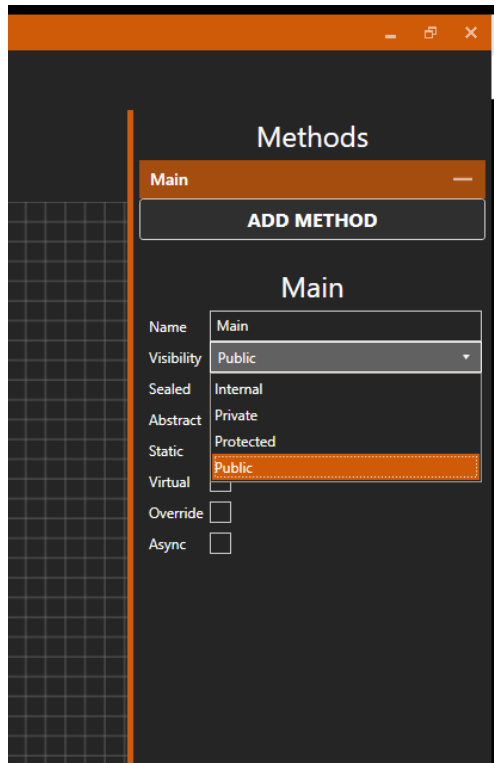 Methods
Main
ADD METHOD
Main
Name Main
Visibility Public
Sealed Internal
Abstract Private
Static Protected
Public
Virtual
Override
Async